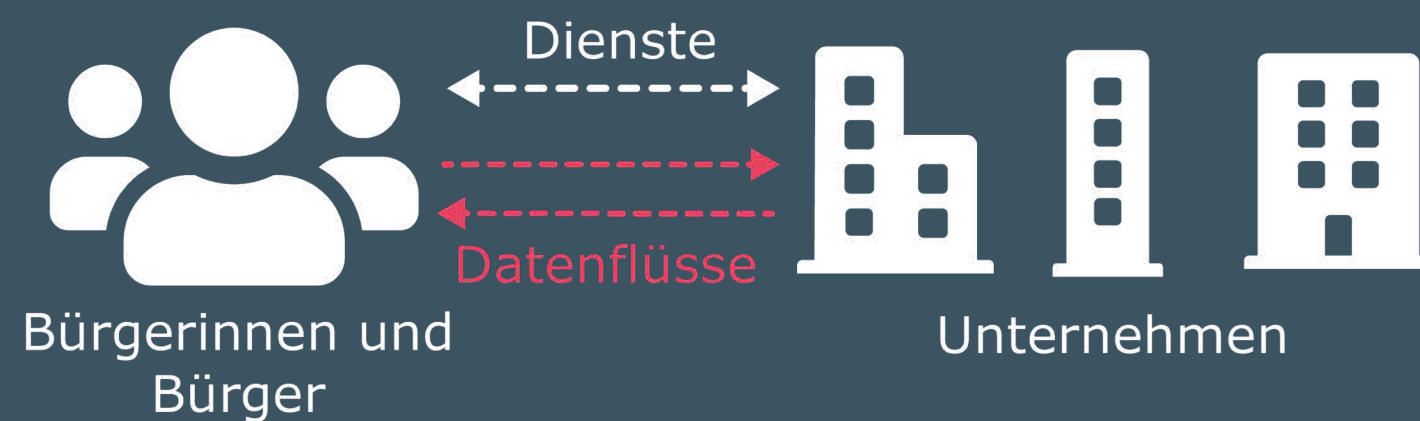 Dienste
Datenflüsse
Bürgerinnen und
Bürger
Unternehmen